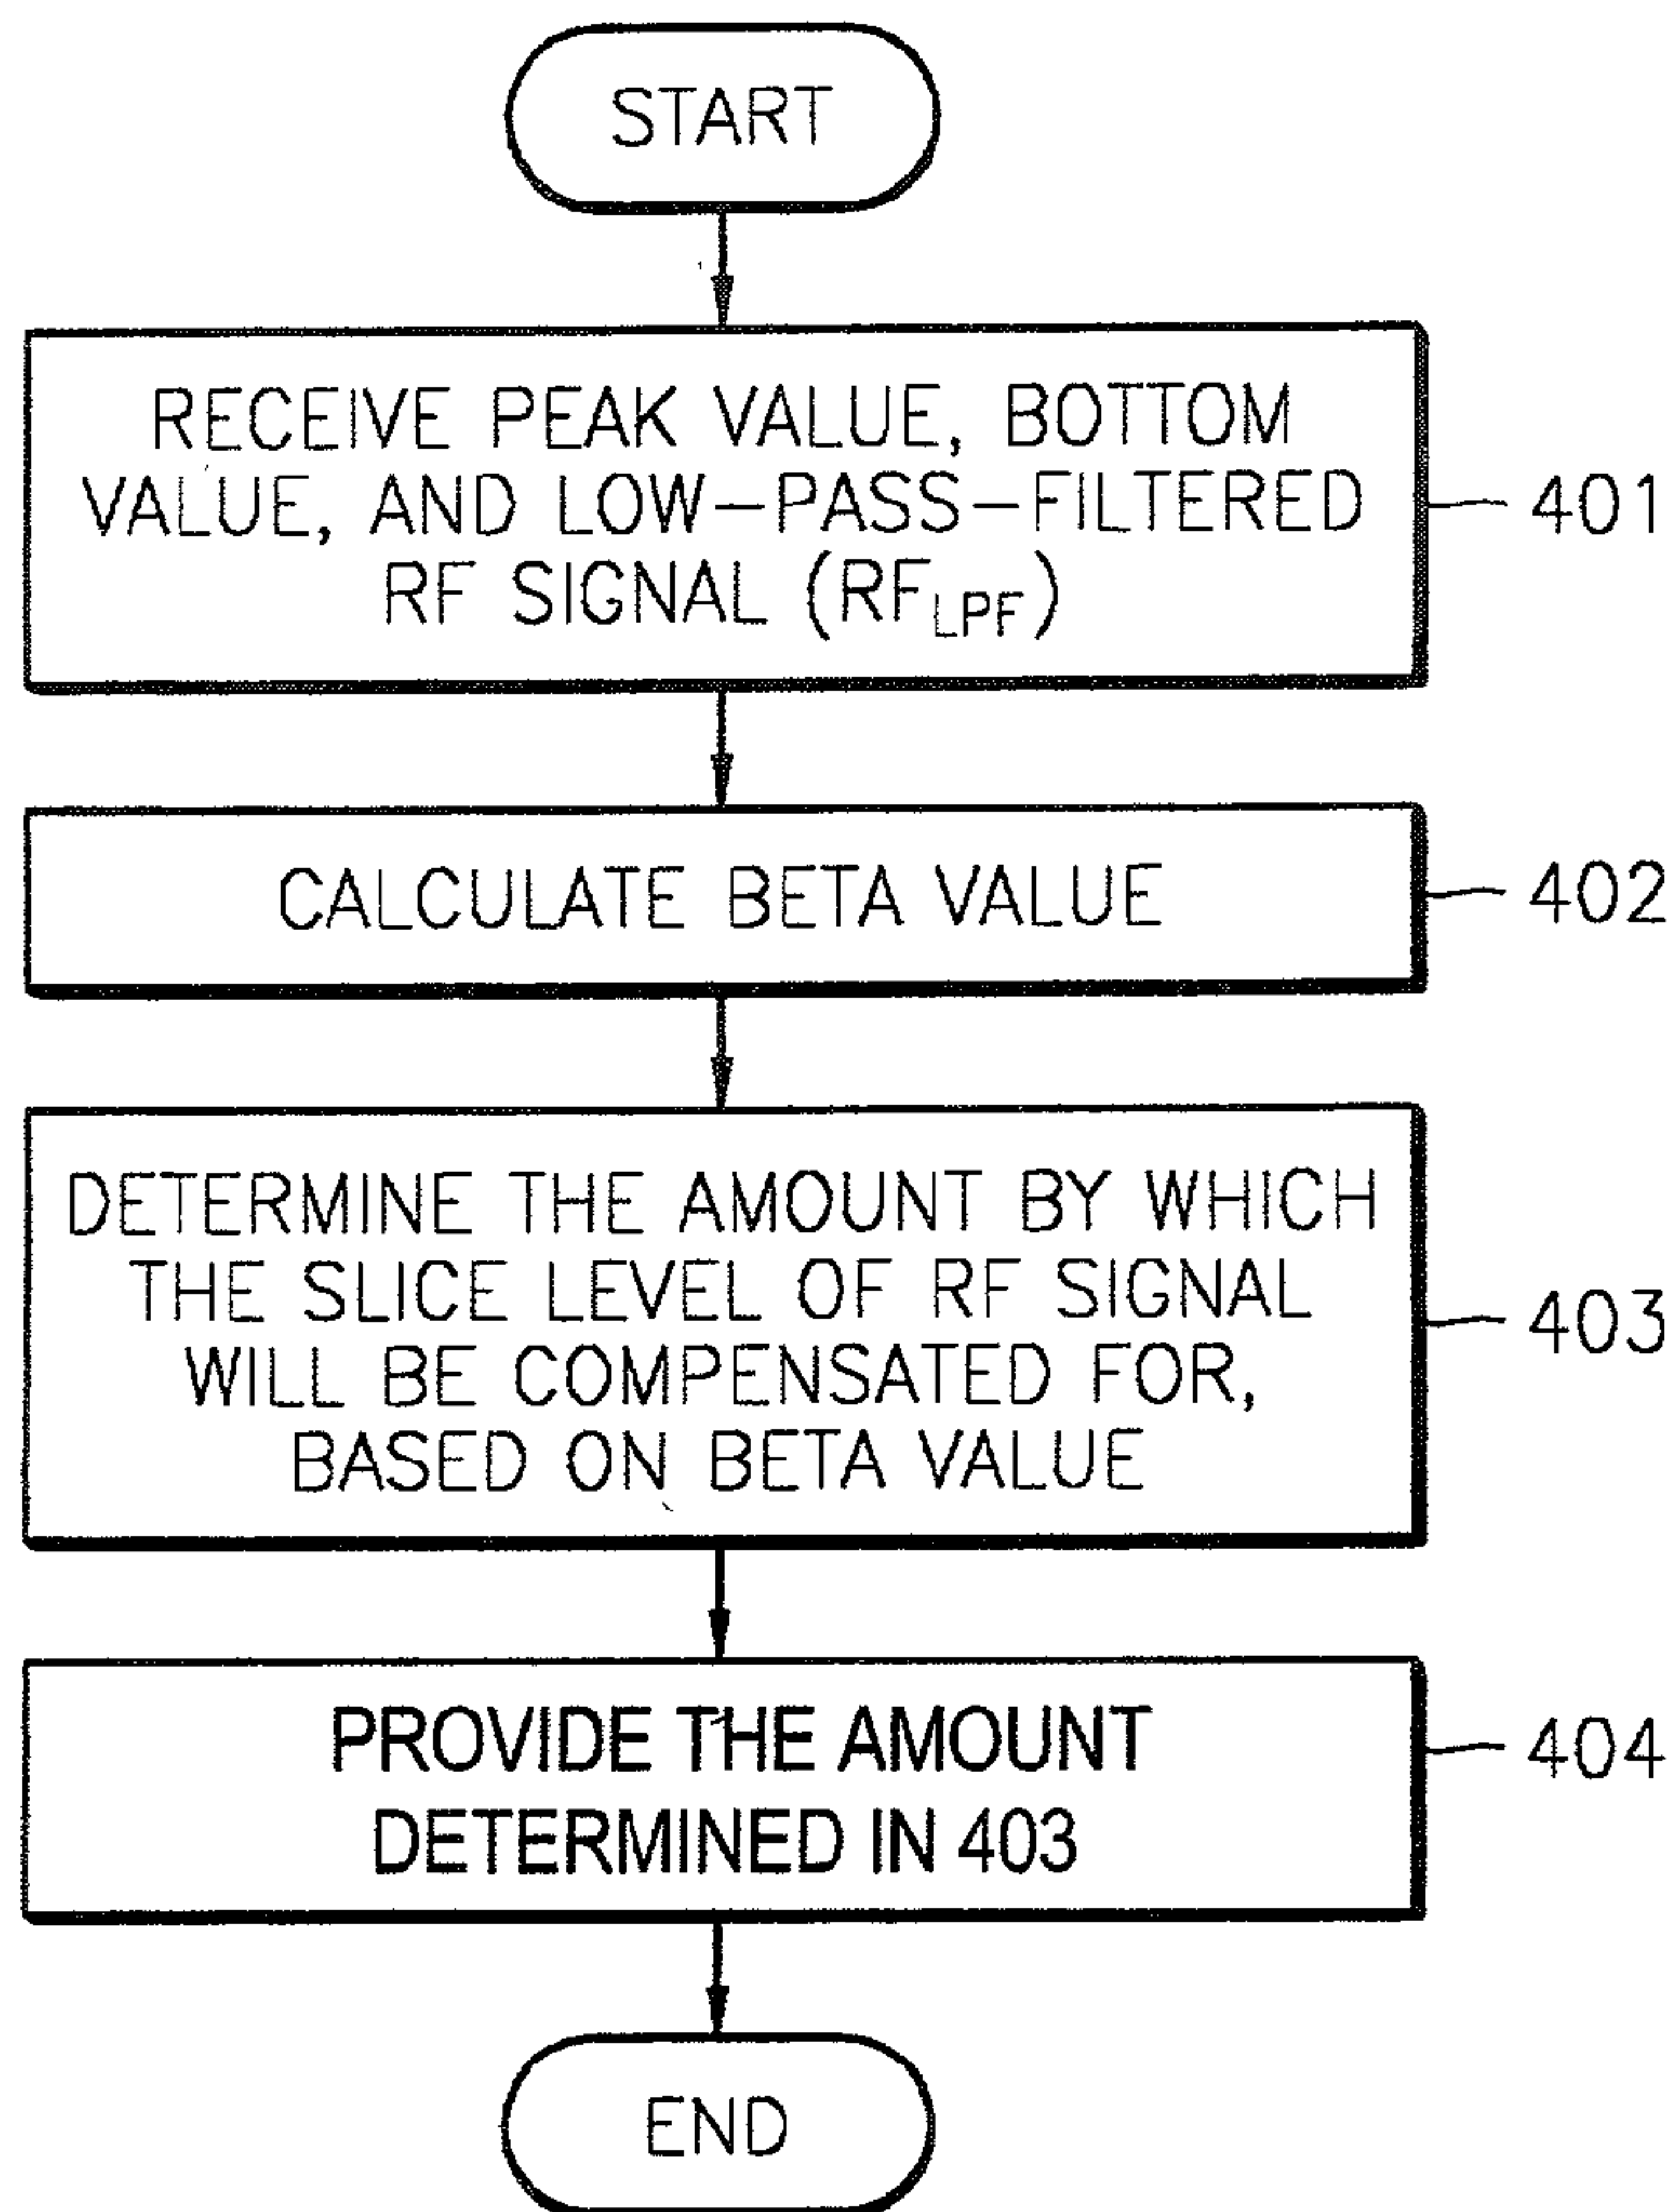 START
RECEIVE PEAK VALUE, BOTTOM
VALUE, AND LOW-PASS-FILTERED
RF SIGNAL (RF_LPF)
401
CALCULATE BETA VALUE
402
DETERMINE THE AMOUNT BY WHICH
THE SLICE LEVEL OF RF SIGNAL
WILL BE COMPENSATED FOR,
BASED ON BETA VALUE
403
PROVIDE THE AMOUNT
DETERMINED IN 403
404
END